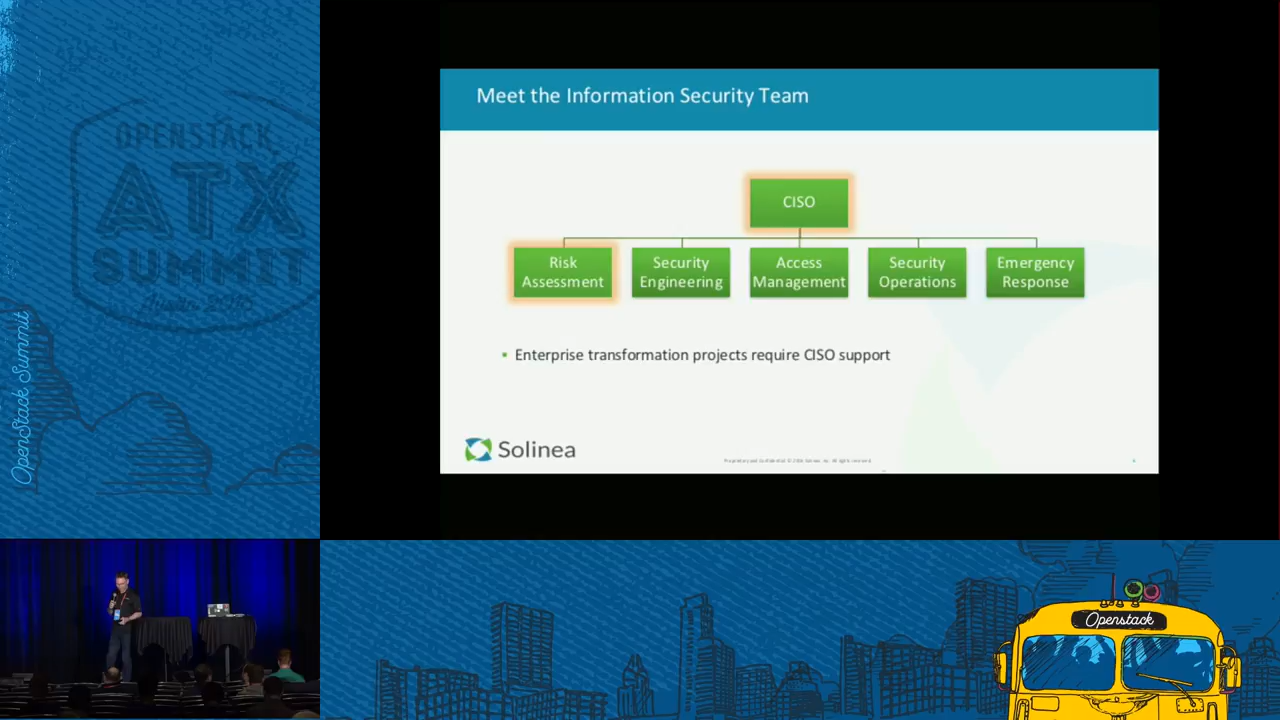 OPENSTACK
ATX
SUMMIT
OpenStack Summit
Meet the Information Security Team
CISO
Risk
Assessment
Security
Engineering
Access
Management
Security
Operations
Emergency
Response
Enterprise transformation projects require CISO support
Solinea
Openstack